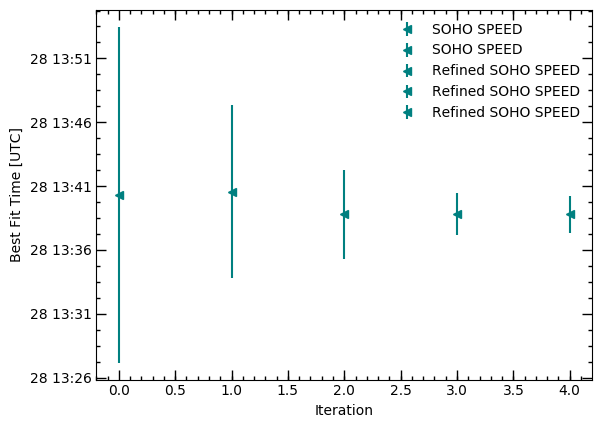 SOHO SPEED
SOHO SPEED
Refined SOHO SPEED
Refined SOHO SPEED
Refined SOHO SPEED
Best Fit Time [UTC]
28 13:51
28 13:46
28 13:41
28 13:36
28 13:31
28 13:26
0.0 0.5 1.0 1.5 2.0 2.5 3.0 3.5 4.0
Iteration